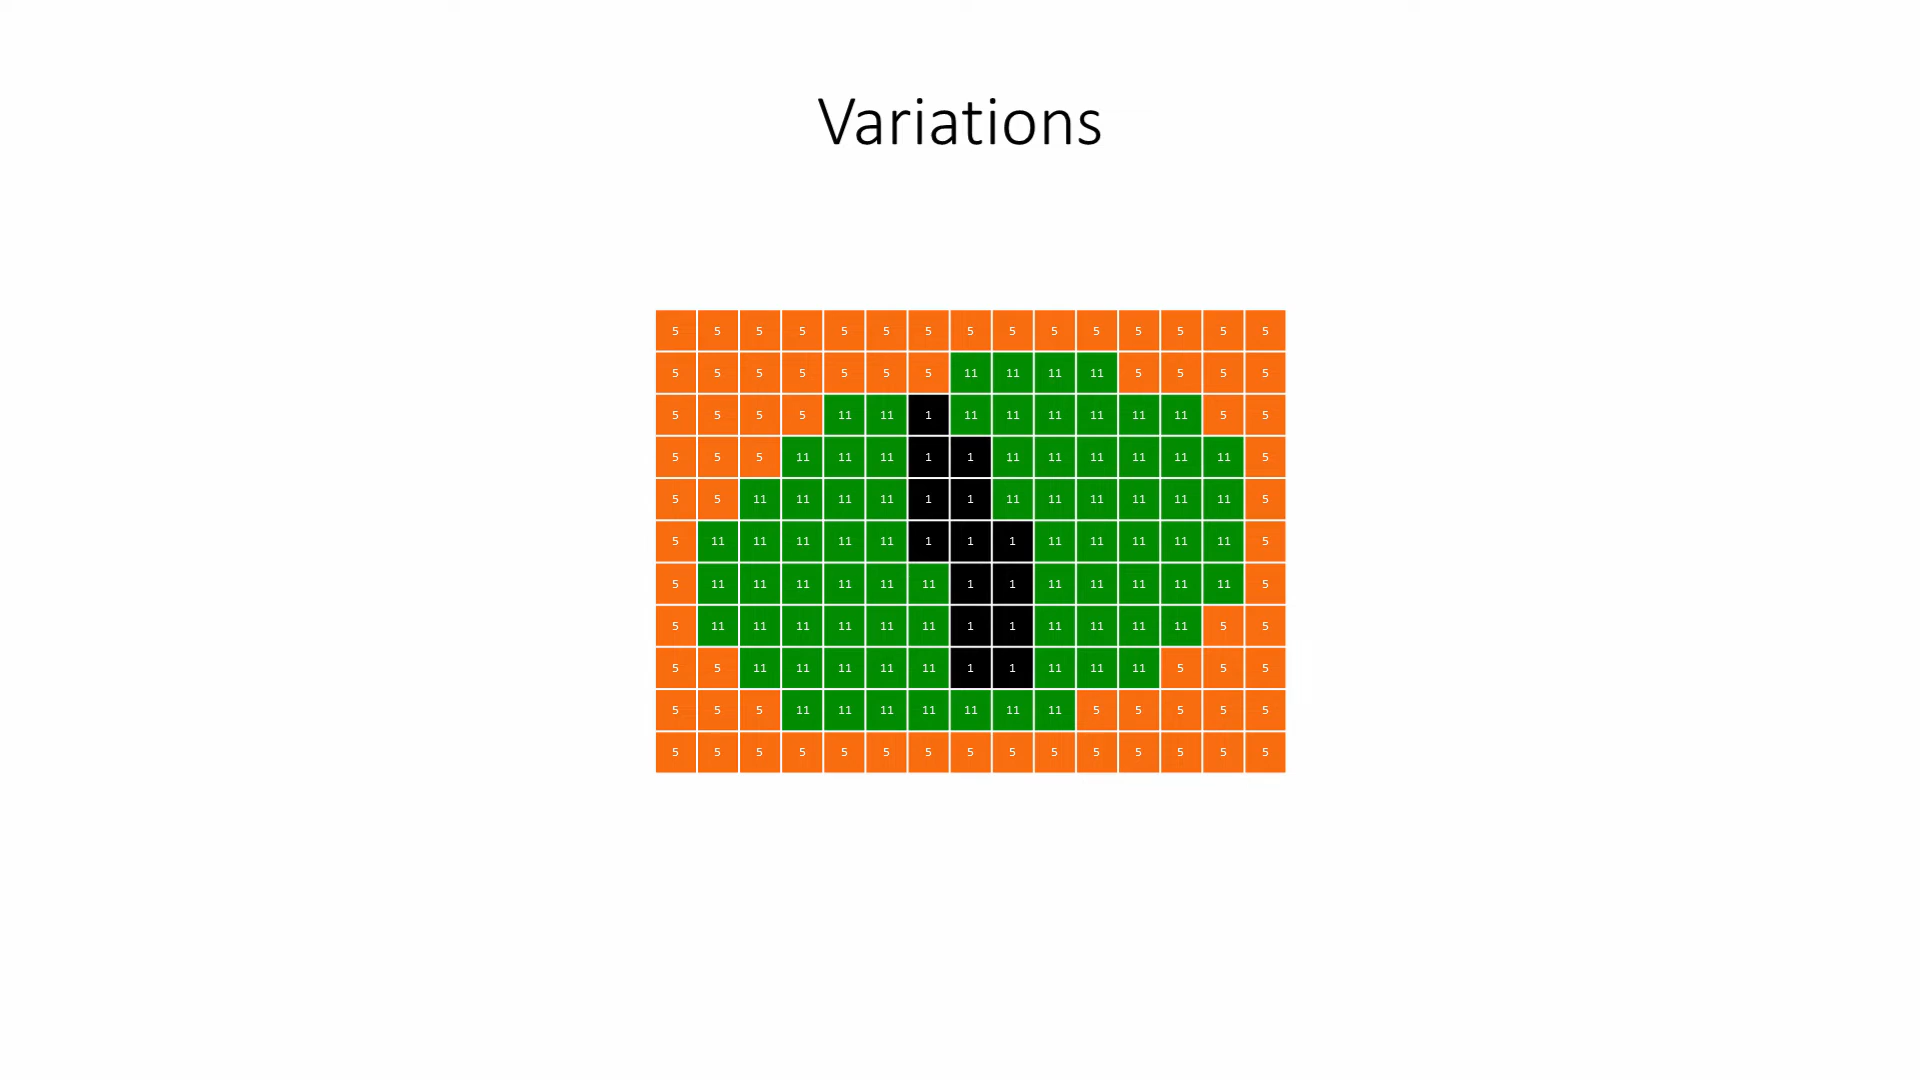 Variations
5 5 5 5 5 5 5 5 5 5 5 5 5 5 5
5 5 5 5 5 5 5 11 11 11 11 5 5 5 5
5 5 5 5 11 11 1 11 11 11 11 11 11 5 5
5 5 5 11 11 11 1 1 11 11 11 11 11 11 5
5 5 11 11 11 11 1 1 11 11 11 11 11 11 5
5 11 11 11 11 11 1 1 1 11 11 11 11 11 5
5 11 11 11 11 11 11 1 1 11 11 11 11 11 5
5 11 11 11 11 11 11 1 1 11 11 11 11 5 5
5 5 11 11 11 11 11 1 1 11 11 11 5 5 5
5 5 5 11 11 11 11 11 11 11 5 5 5 5 5
5 5 5 5 5 5 5 5 5 5 5 5 5 5 5